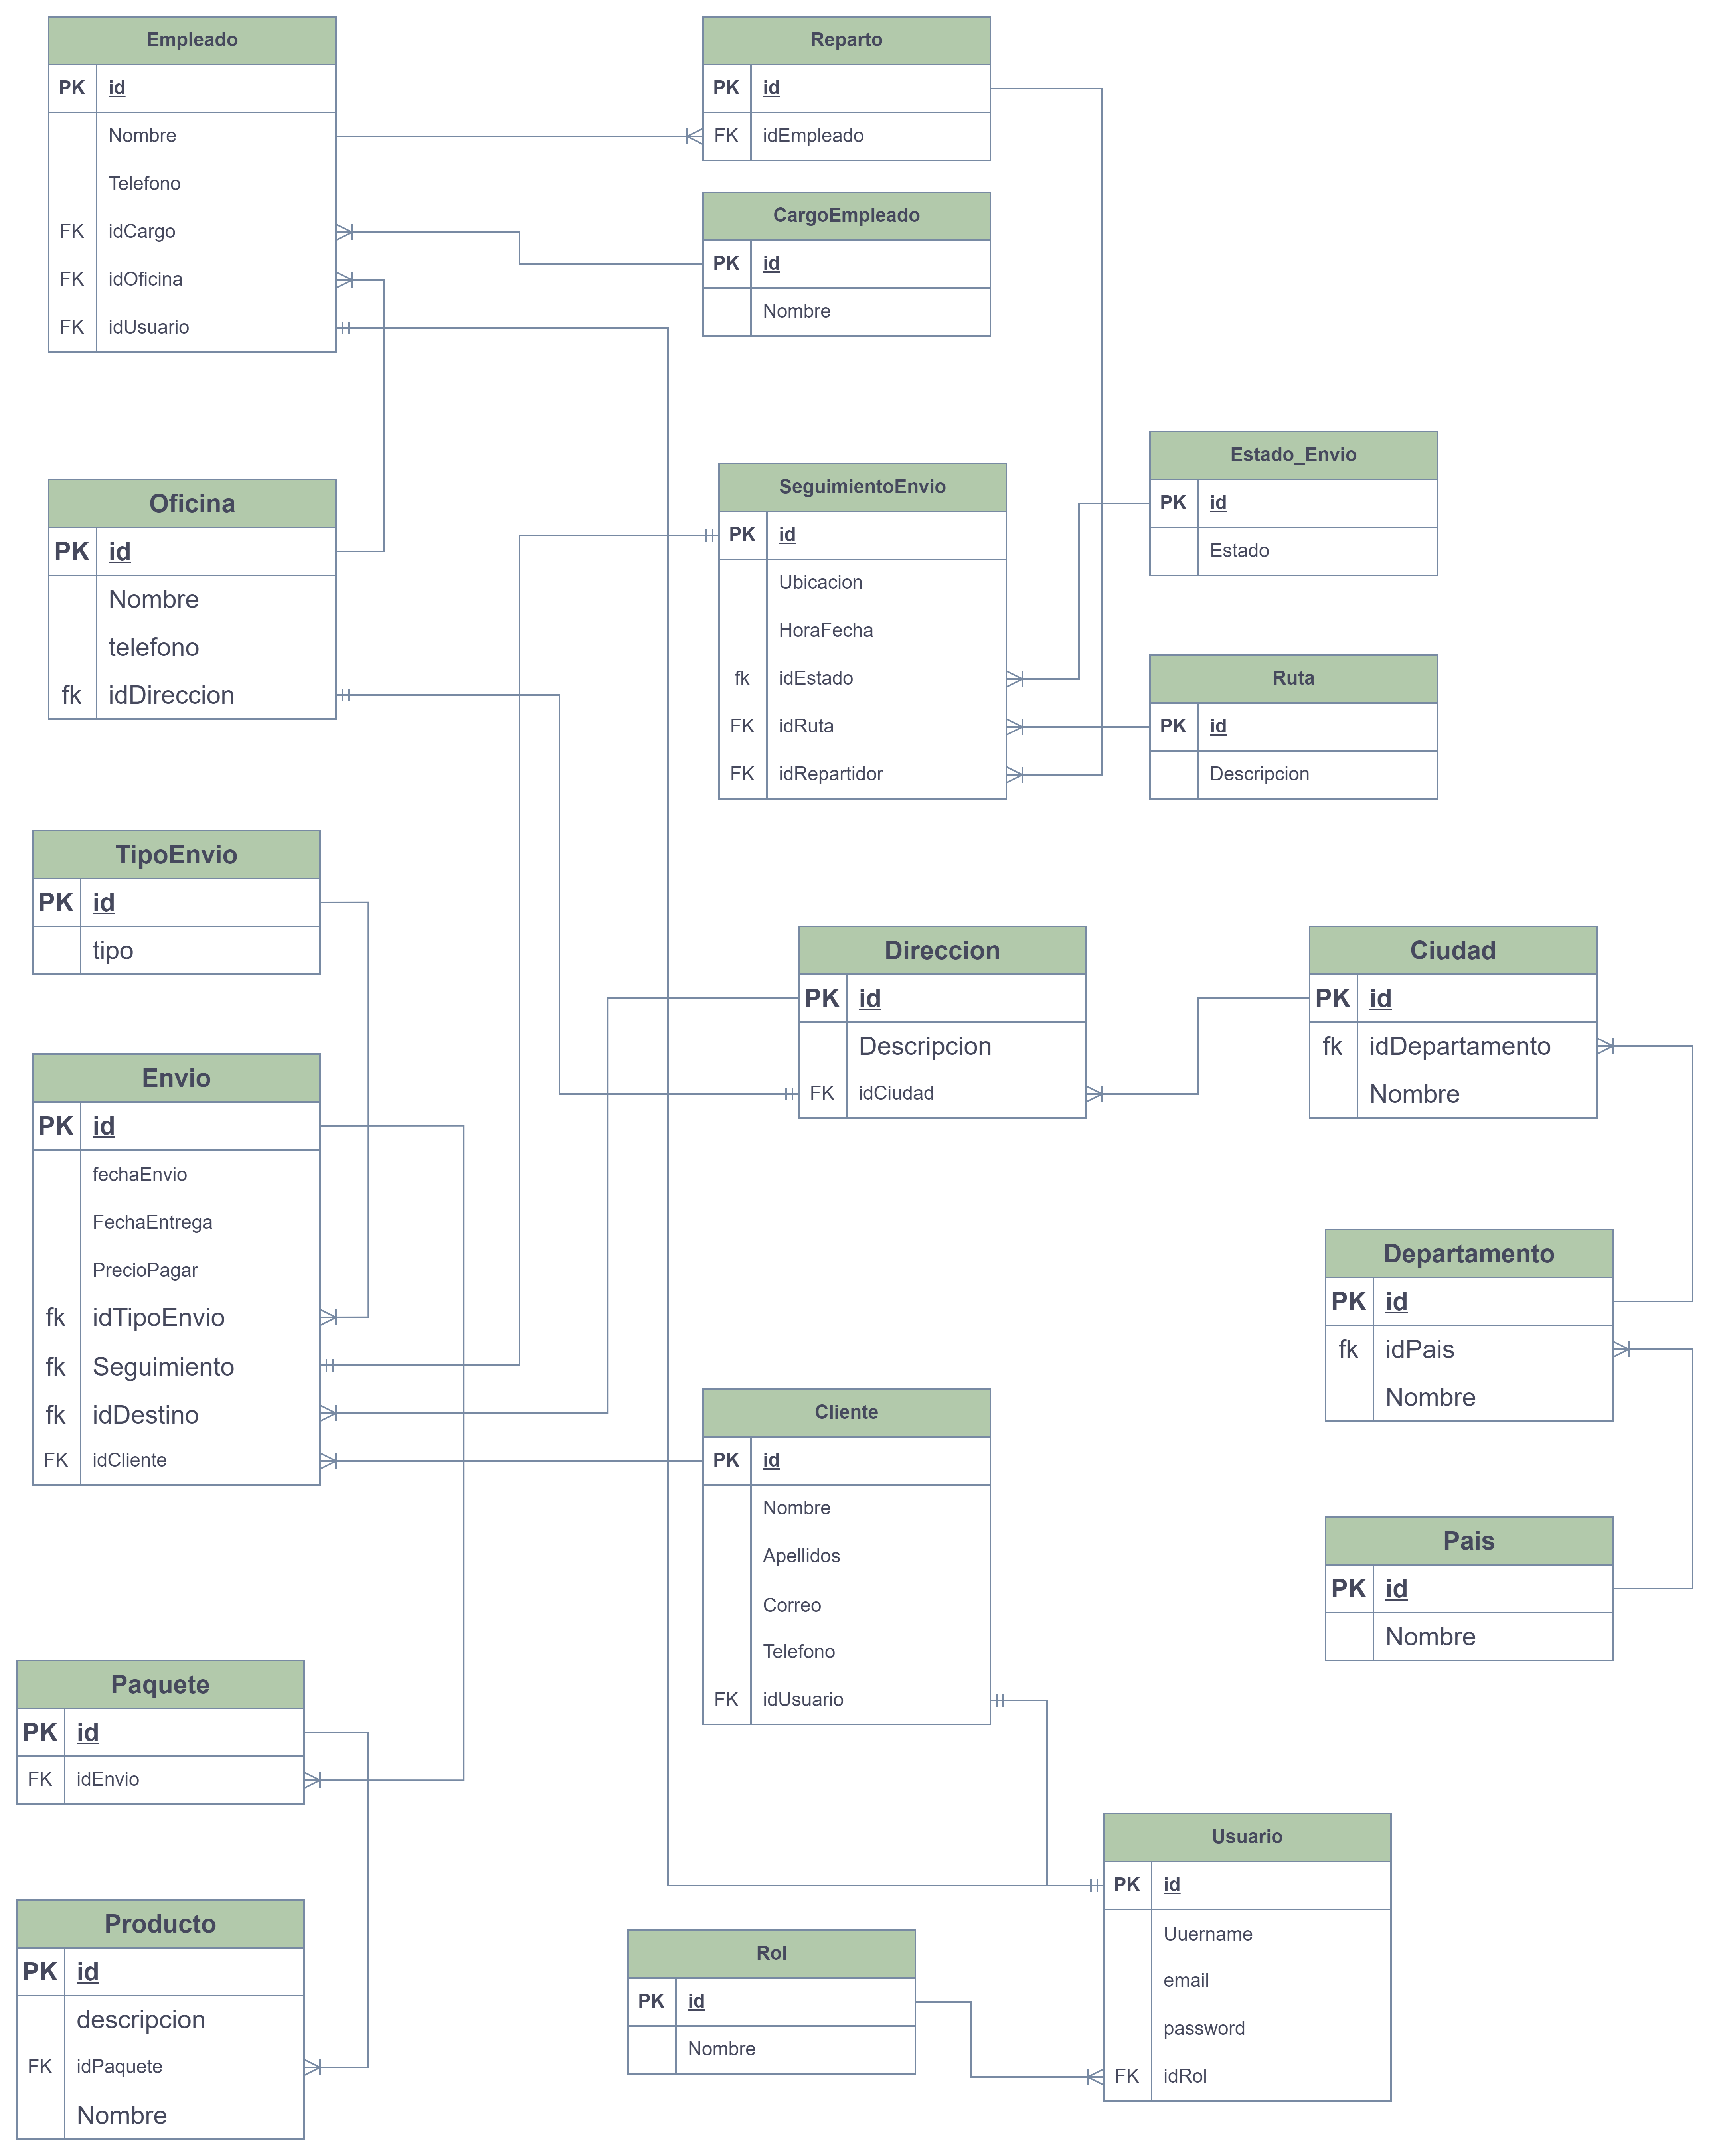 Empleado
PK id
Nombre
Telefono
FK idCargo
FK idOficina
FK idUsuario
Reparto
PK id
FK idEmpleado
CargoEmpleado
PK id
Nombre
Estado_Envio
PK id
Estado
SeguimientoEnvio
PK id
Ubicacion
HoraFecha
fk idEstado
FK idRuta
FK idRepartidor
Oficina
PK id
Nombre
telefono
fk idDireccion
Ruta
PK id
Descripcion
TipoEnvio
PK id
tipo
Direccion
PK id
Descripcion
FK idCiudad
Ciudad
PK id
fk idDepartamento
Nombre
Envio
PK id
fechaEnvio
FechaEntrega
PrecioPagar
fk idTipoEnvio
fk Seguimiento
fk idDestino
FK idCliente
Departamento
PK id
fk idPais
Nombre
Cliente
PK id
Nombre
Apellidos
Correo
Telefono
FK idUsuario
Pais
PK id
Nombre
Paquete
PK id
FK idEnvio
Usuario
PK id
Uuername
email
password
FK idRol
Producto
PK id
descripcion
FK idPaquete
Nombre
Rol
PK id
Nombre